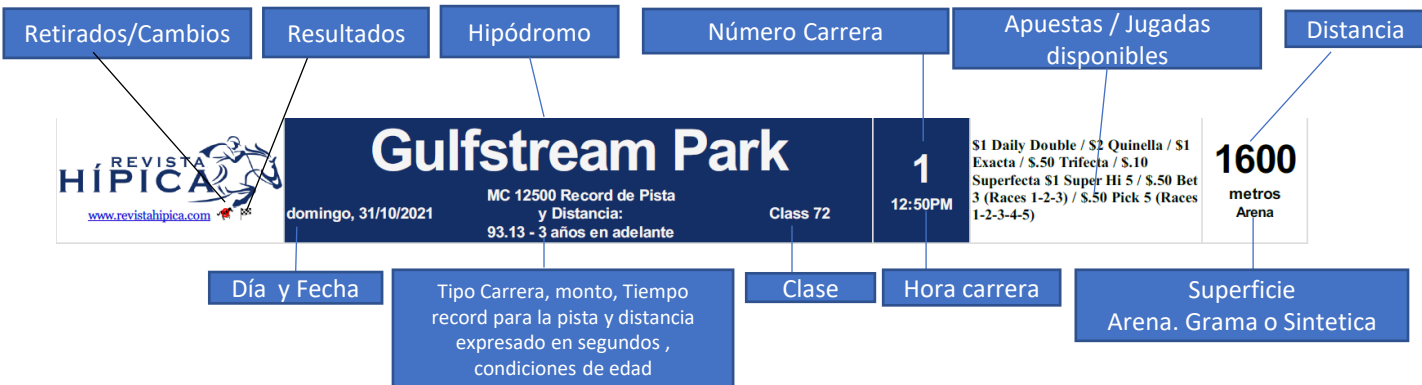 Retirados/Cambios
Resultados
Hipódromo
Número Carrera
Apuestas / Jugadas
disponibles
Distancia
REVISTA
HÍPICA
www.revistahipica.com
Gulfstream Park
domingo, 31/10/2021
MC 12500 Record de Pista
y Distancia:
93.13 - 3 años en adelante
Class 72
1
12:50PM
$1 Daily Double / $2 Quinella / $1
Exacta / $.50 Trifecta / $.10
Superfecta $1 Super Hi 5 / $.50 Bet
3 (Races 1-2-3) / $.50 Pick 5 (Races
1-2-3-4-5)
1600
metros
Arena
Día y Fecha
Tipo Carrera, monto, Tiempo
record para la pista y distancia
expresado en segundos ,
condiciones de edad
Clase
Hora carrera
Superficie
Arena. Grama o Sintetica